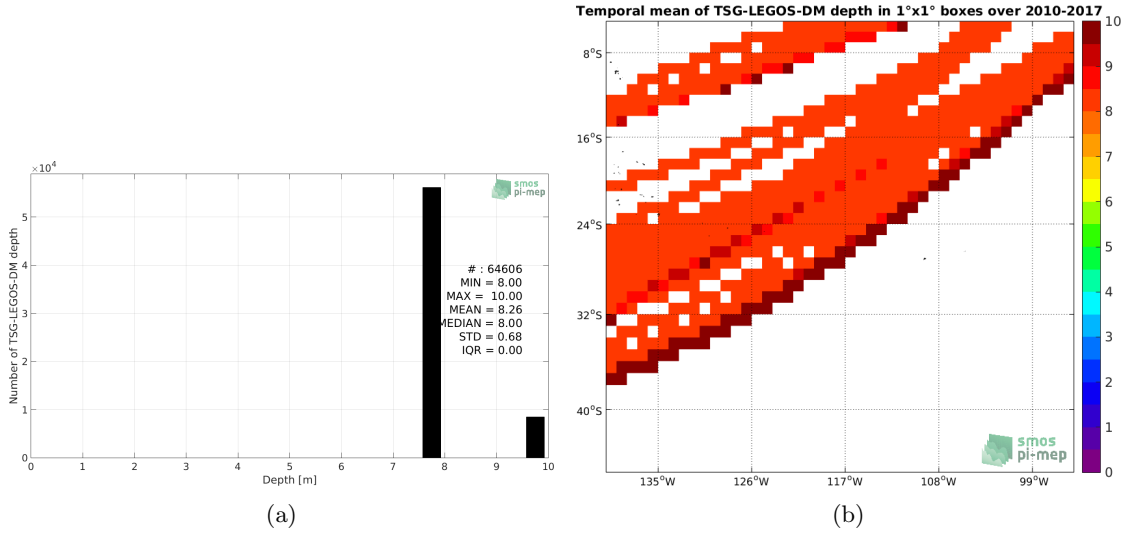 ×10⁴
5
4
3
2
1
0
Number of TSG-LEGOS-DM depth
0 1 2 3 4 5 6 7 8 9 10
Depth [m]
smos
pi-mep
# : 64606
MIN = 8.00
MAX = 10.00
MEAN = 8.26
MEDIAN = 8.00
STD = 0.68
IQR = 0.00
(a)
Temporal mean of TSG-LEGOS-DM depth in 1°x1° boxes over 2010-2017
8°S
16°S
24°S
32°S
40°S
135°W 126°W 117°W 108°W 99°W
smos
pi-mep
10
9
8
7
6
5
4
3
2
1
0
(b)